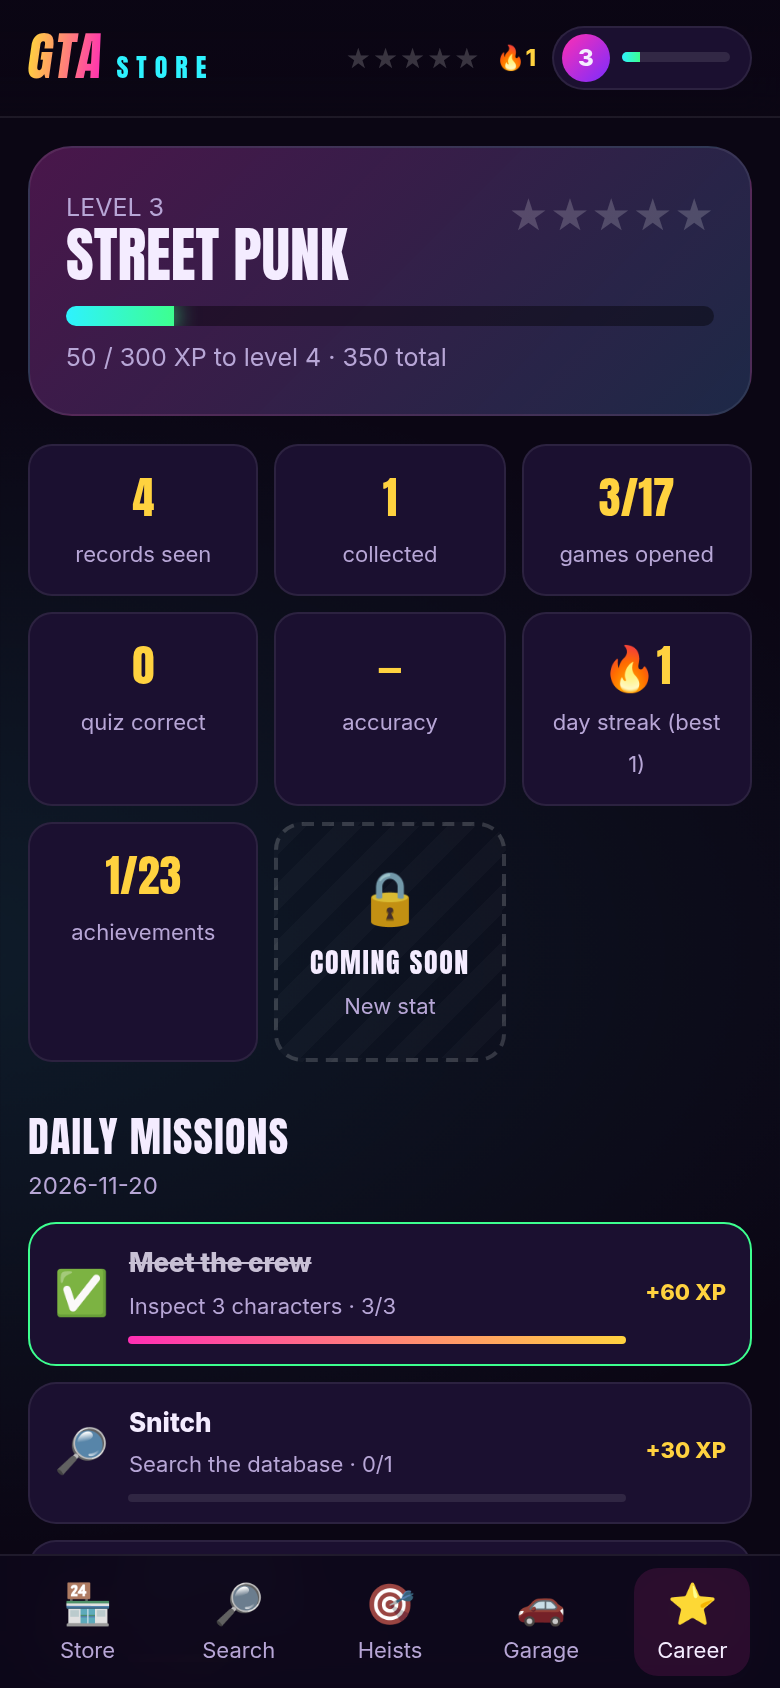 GTA STORE
★★★★★ 🔥1 3
LEVEL 3
★★★★★
STREET PUNK
50 / 300 XP to level 4 · 350 total
4
records seen
1
collected
3/17
games opened
0
quiz correct
–
accuracy
🔥1
day streak (best
1)
1/23
achievements
🔒
COMING SOON
New stat
DAILY MISSIONS
2026-11-20
Meet the crew
Inspect 3 characters · 3/3
+60 XP
Snitch
Search the database · 0/1
+30 XP
24
Store
Search
Heists
Garage
Career